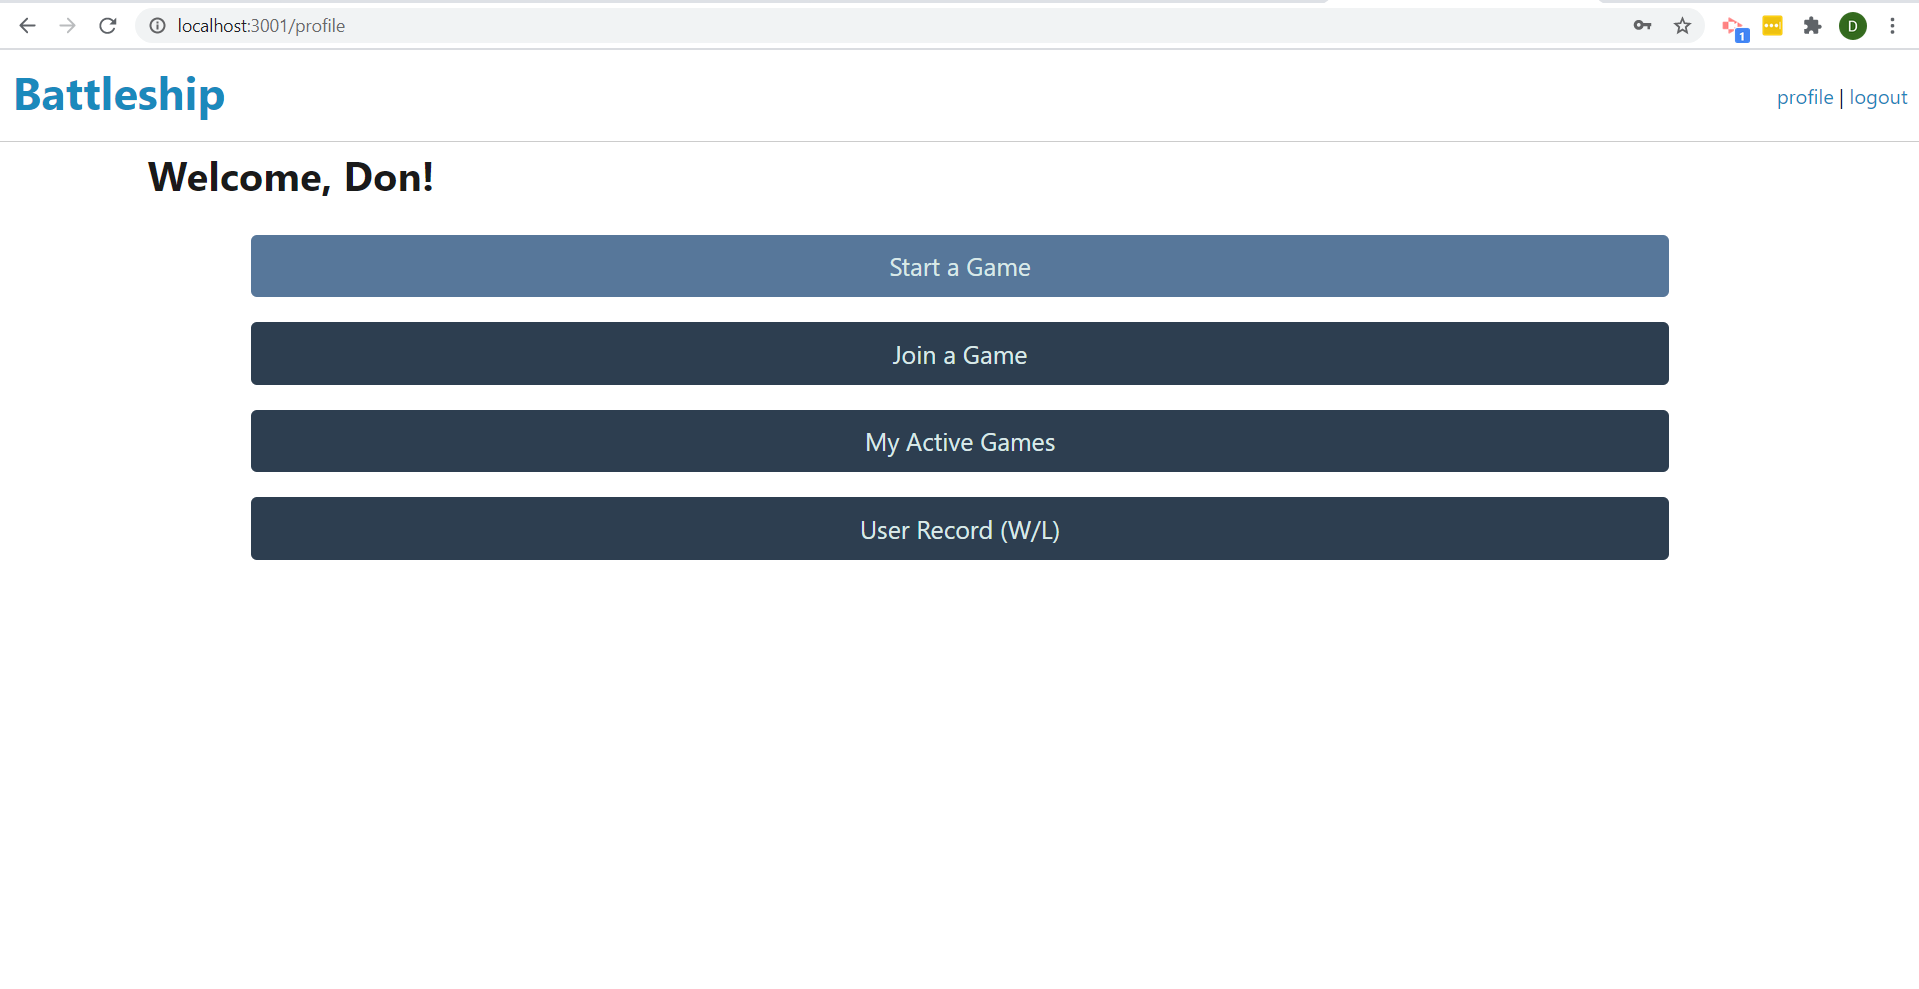 localhost:3001/profile
1
D
Battleship
profile | logout
Welcome, Don!
Start a Game
Join a Game
My Active Games
User Record (W/L)